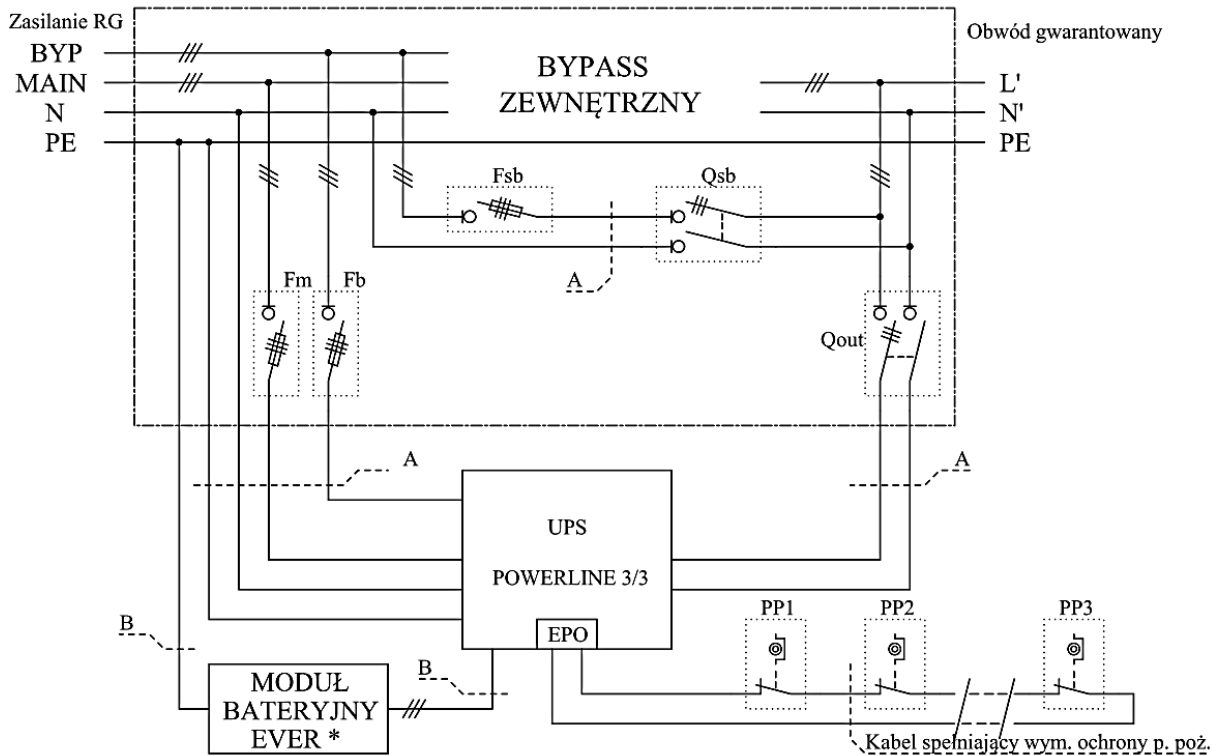 Zasilanie RG
BYP
MAIN
N
PE
BYPASS
ZEWNĘTRZNY
Obwód gwarantowany
L'
N'
PE
Fsb
Qsb
A
Fm
Fb
Qout
A
A
UPS
POWERLINE 3/3
EPO
PP1
PP2
PP3
B
B
MODUŁ
BATERYJNY
EVER *
Kabel spełniający wym. ochrony p. poż.